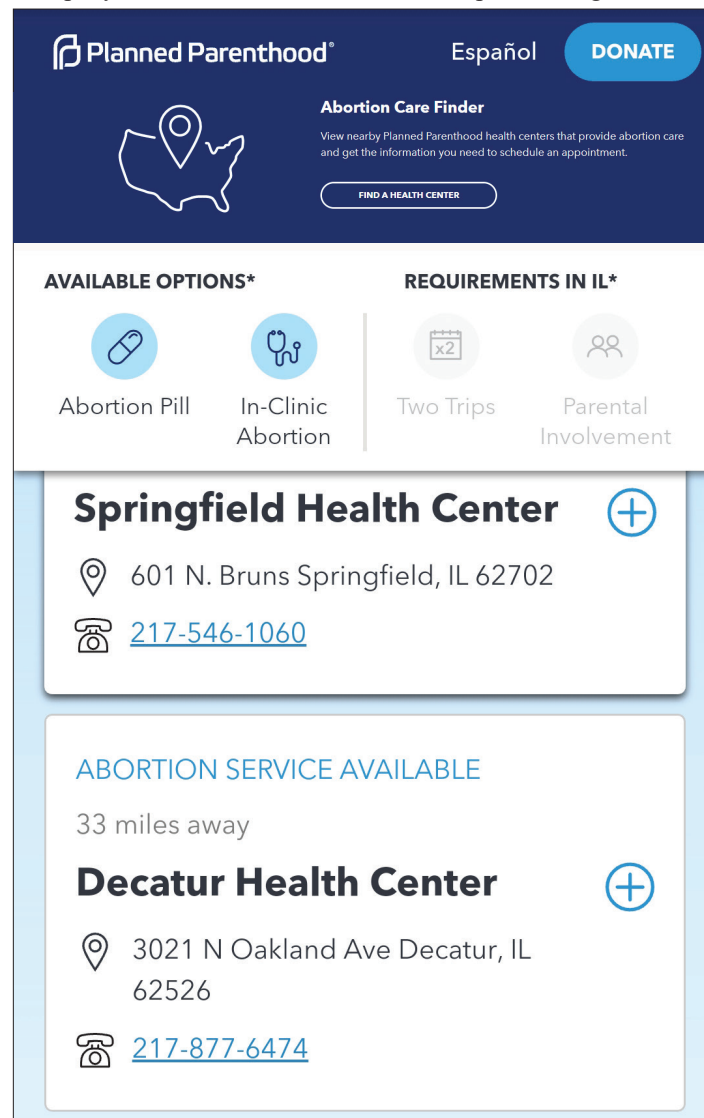 Planned Parenthood®
Español
DONATE
Abortion Care Finder
View nearby Planned Parenthood health centers that provide abortion care
and get the information you need to schedule an appointment.
FIND A HEALTH CENTER
AVAILABLE OPTIONS*
REQUIREMENTS IN IL*
x2
Abortion Pill
In-Clinic
Abortion
Two Trips
Parental
Involvement
Springfield Health Center
601 N. Bruns Springfield, IL 62702
217-546-1060
ABORTION SERVICE AVAILABLE
33 miles away
Decatur Health Center
3021 N Oakland Ave Decatur, IL
62526
217-877-6474